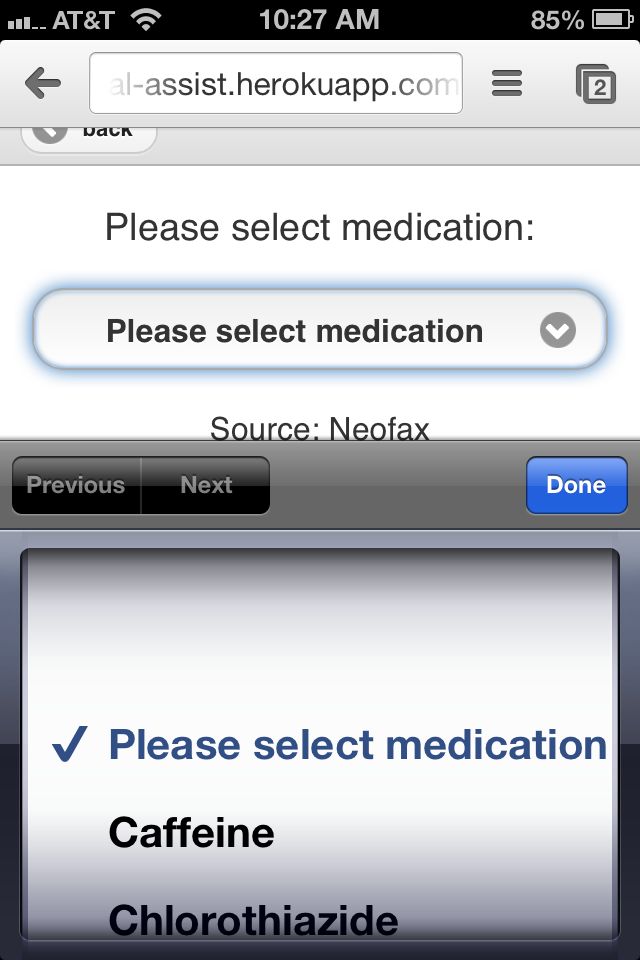 AT&T 10:27 AM 85%
al-assist.herokuapp.com 2
back
Please select medication:
Please select medication
Source: Neofax
Previous Next Done
✓ Please select medication
Caffeine
Chlorothiazide